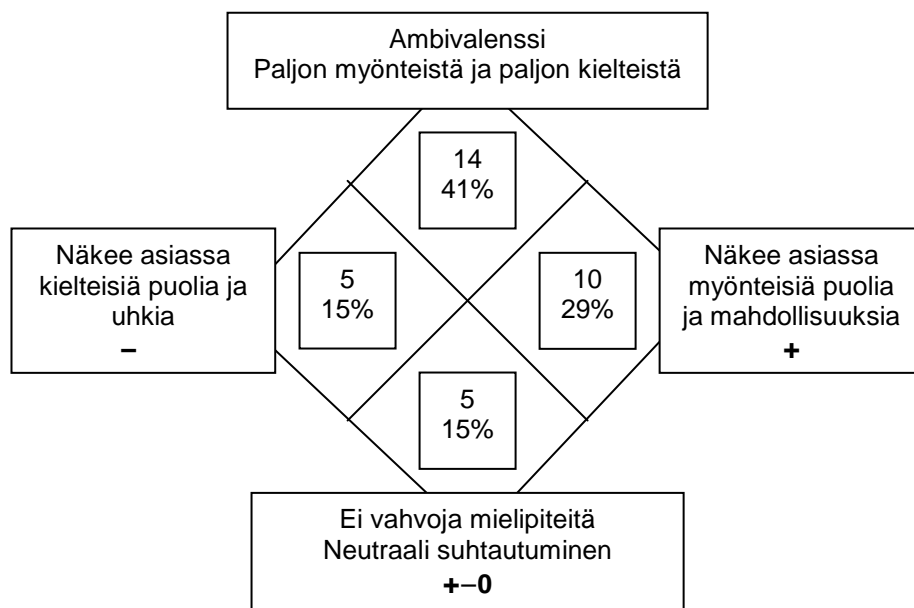 Ambivalenssi
Paljon myönteistä ja paljon kielteistä
14
41%
Näkee asiassa
kielteisiä puolia ja
uhkia
–
5
15%
10
29%
Näkee asiassa
myönteisiä puolia
ja mahdollisuuksia
+
5
15%
Ei vahvoja mielipiteitä
Neutraali suhtautuminen
+–0